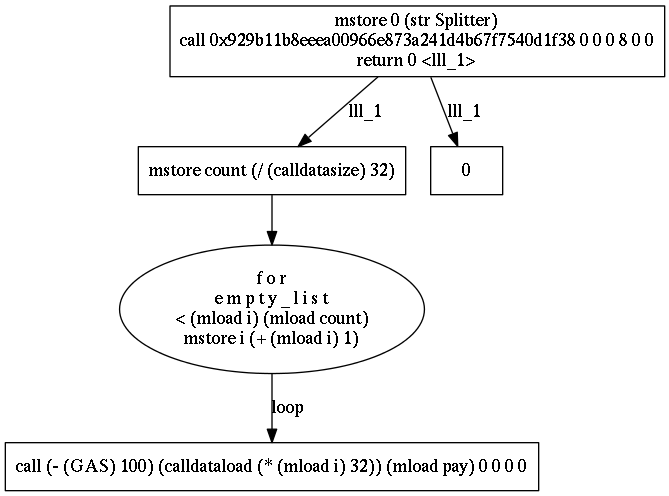 mstore 0 (str Splitter)
call 0x929b11b8eeea00966e873a241d4b67f7540d1f38 0 0 0 8 0 0
return 0 <lll_1>
lll_1
lll_1
mstore count (/ (calldatasize) 32)
0
f o r
e m p t y _ l i s t
< (mload i) (mload count)
mstore i (+ (mload i) 1)
loop
call (- (GAS) 100) (calldataload (* (mload i) 32)) (mload pay) 0 0 0 0